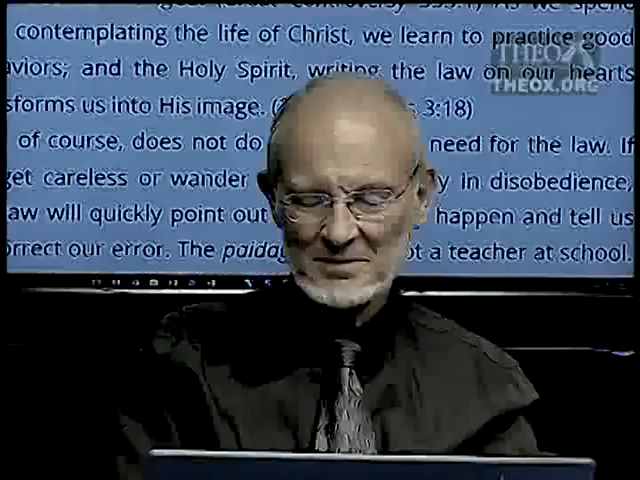 contemplating the life of Christ, we learn to practice good
aviors; and the Holy Spirit, writing the law on our hearts
sforms us into His image. ( 3:18)
of course, does not do need for the law. If
get careless or wander y in disobedience,
aw will quickly point out happen and tell us
orrect our error. The paidag ot a teacher at school.
THEOX
THEOX.ORG